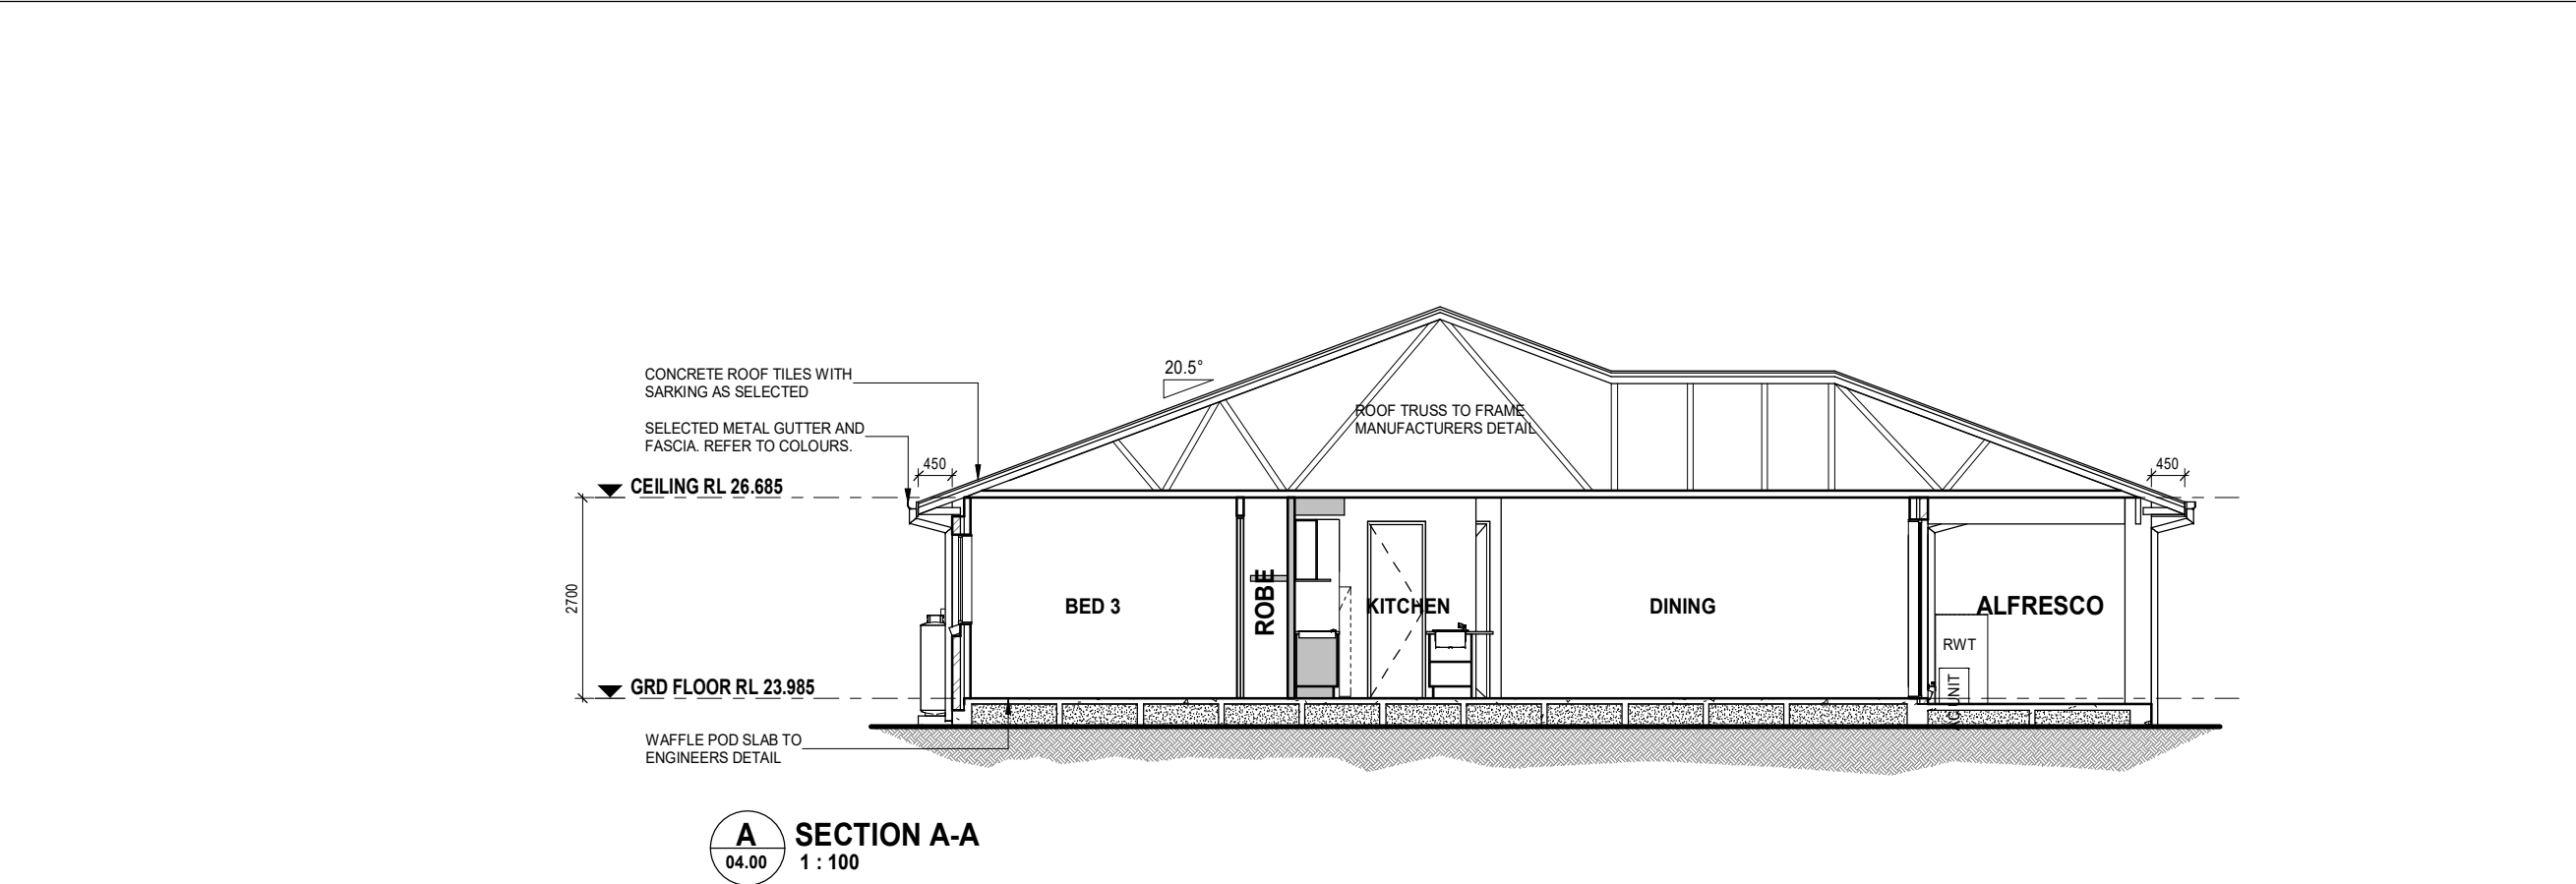 20.5°
CONCRETE ROOF TILES WITH
SARKING AS SELECTED
SELECTED METAL GUTTER AND
FASCIA. REFER TO COLOURS.
ROOF TRUSS TO FRAME
MANUFACTURERS DETAIL
450
450
CEILING RL 26.685
2700
BED 3
ROBE
KITCHEN
DINING
ALFRESCO
RWT
AC UNIT
GRD FLOOR RL 23.985
WAFFLE POD SLAB TO
ENGINEERS DETAIL
A
04.00
SECTION A-A
1 : 100